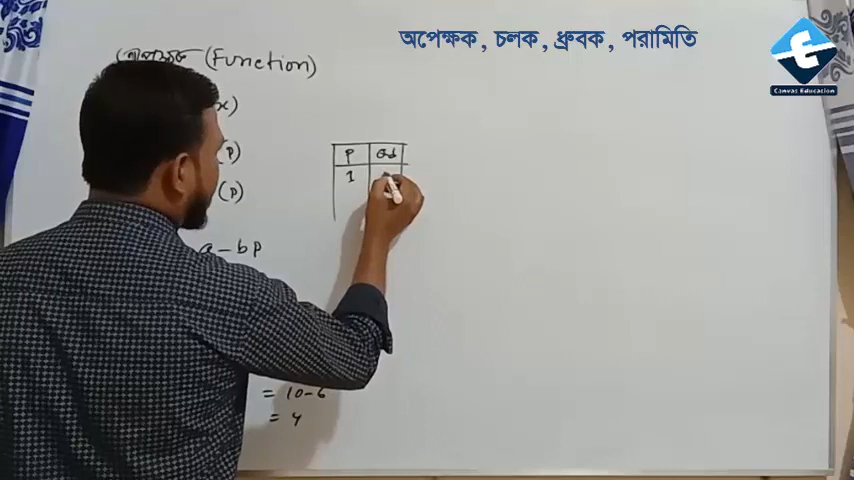 অপেক্ষক, চলক, ধ্রুবক, পরামিতি
Canvas Education
(Function)
x)
(p)
(p)
a - bp
P Qd
1
= 10 - 6
= 4